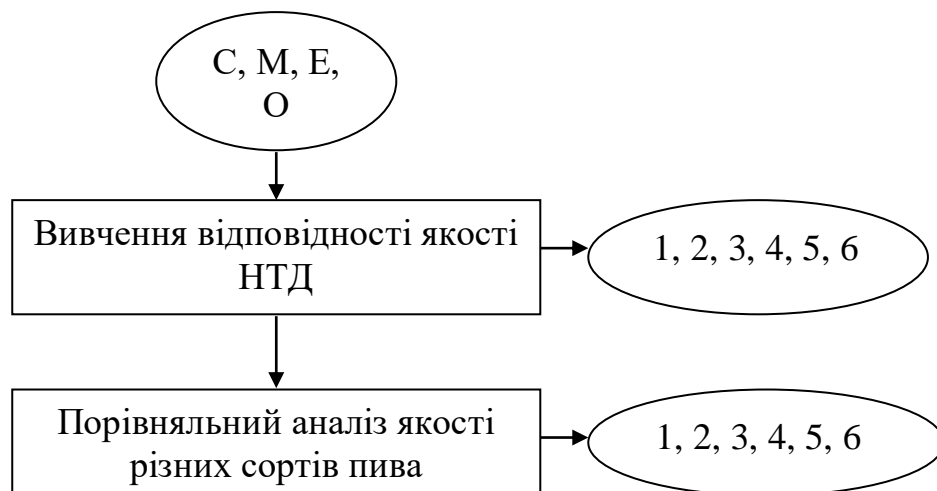 С, М, Е,
О
Вивчення відповідності якості
НТД
1, 2, 3, 4, 5, 6
Порівняльний аналіз якості
різних сортів пива
1, 2, 3, 4, 5, 6